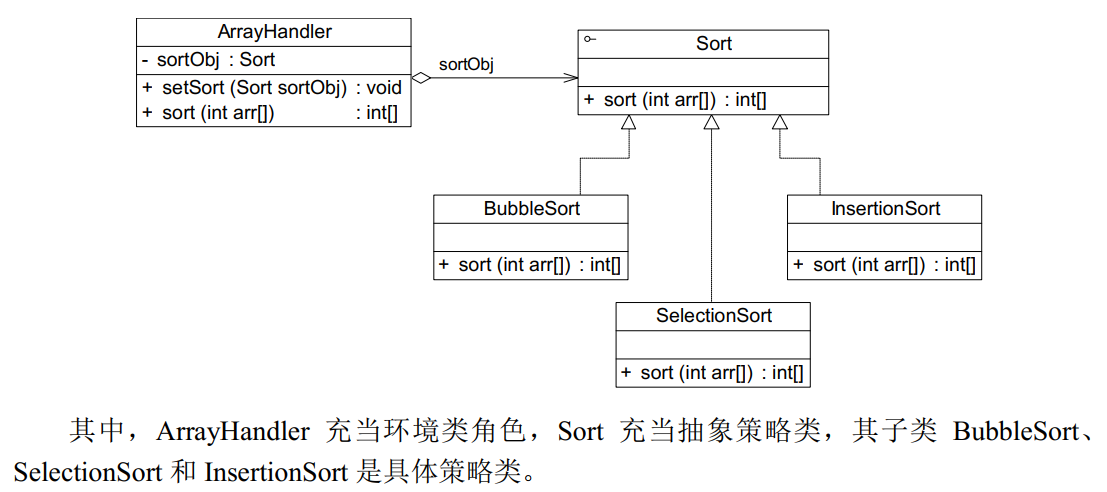 ArrayHandler
- sortObj : Sort
+ setSort (Sort sortObj) : void
+ sort (int arr[]) : int[]
sortObj
Sort
+ sort (int arr[]) : int[]
BubbleSort
+ sort (int arr[]) : int[]
InsertionSort
+ sort (int arr[]) : int[]
SelectionSort
+ sort (int arr[]) : int[]
其中，ArrayHandler 充当环境类角色，Sort 充当抽象策略类，其子类 BubbleSort、
SelectionSort 和 InsertionSort 是具体策略类。